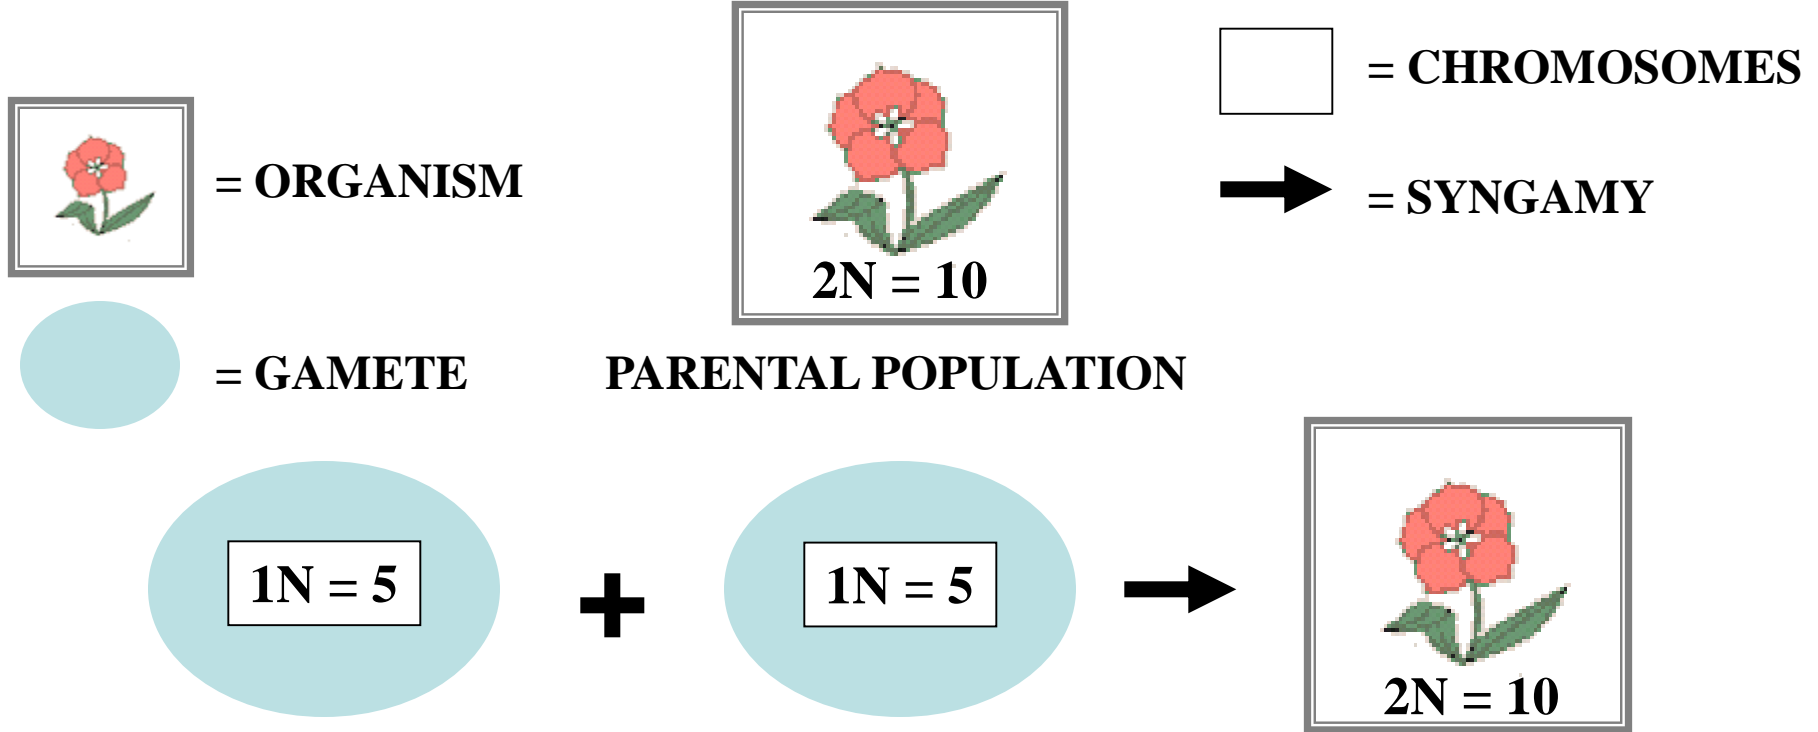 = CHROMOSOMES
= ORGANISM
= SYNGAMY
2N = 10
= GAMETE
PARENTAL POPULATION
1N = 5
+
1N = 5
2N = 10